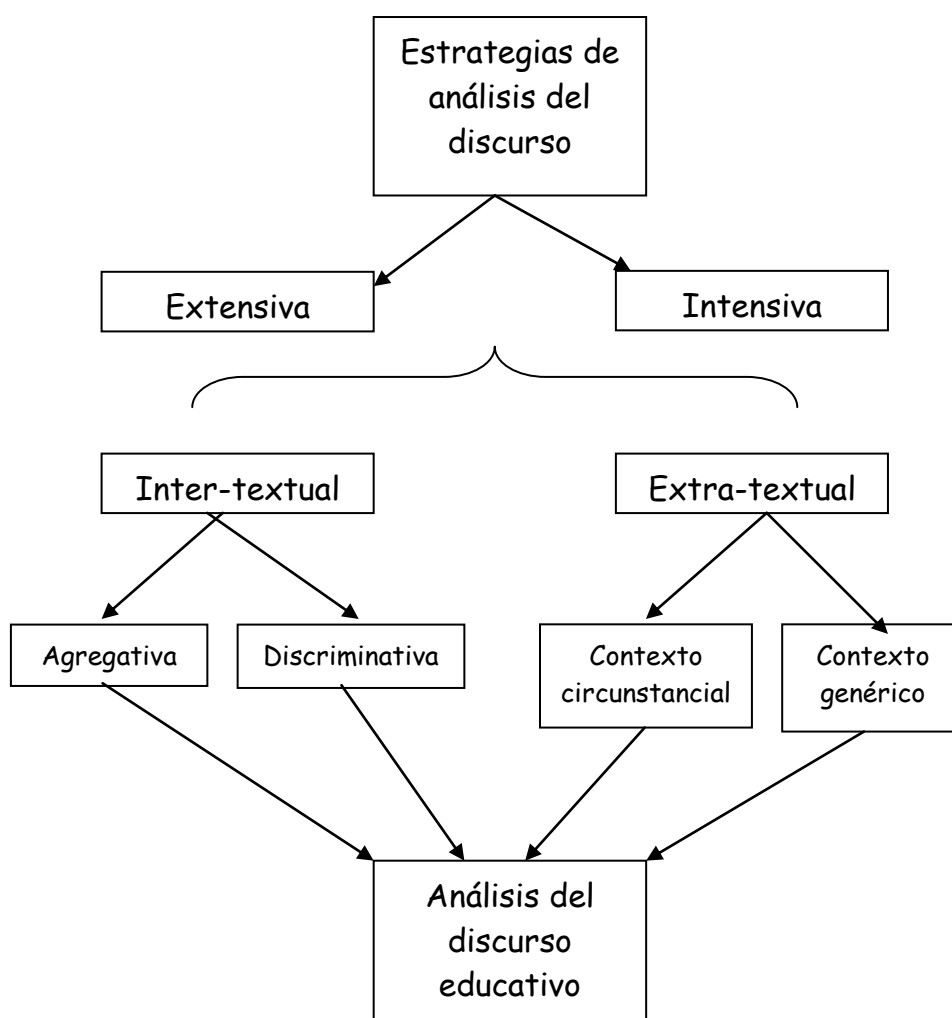 Estrategias de
análisis del
discurso
Extensiva
Intensiva
Inter-textual
Extra-textual
Agregativa
Discriminativa
Contexto
circunstancial
Contexto
genérico
Análisis del
discurso
educativo